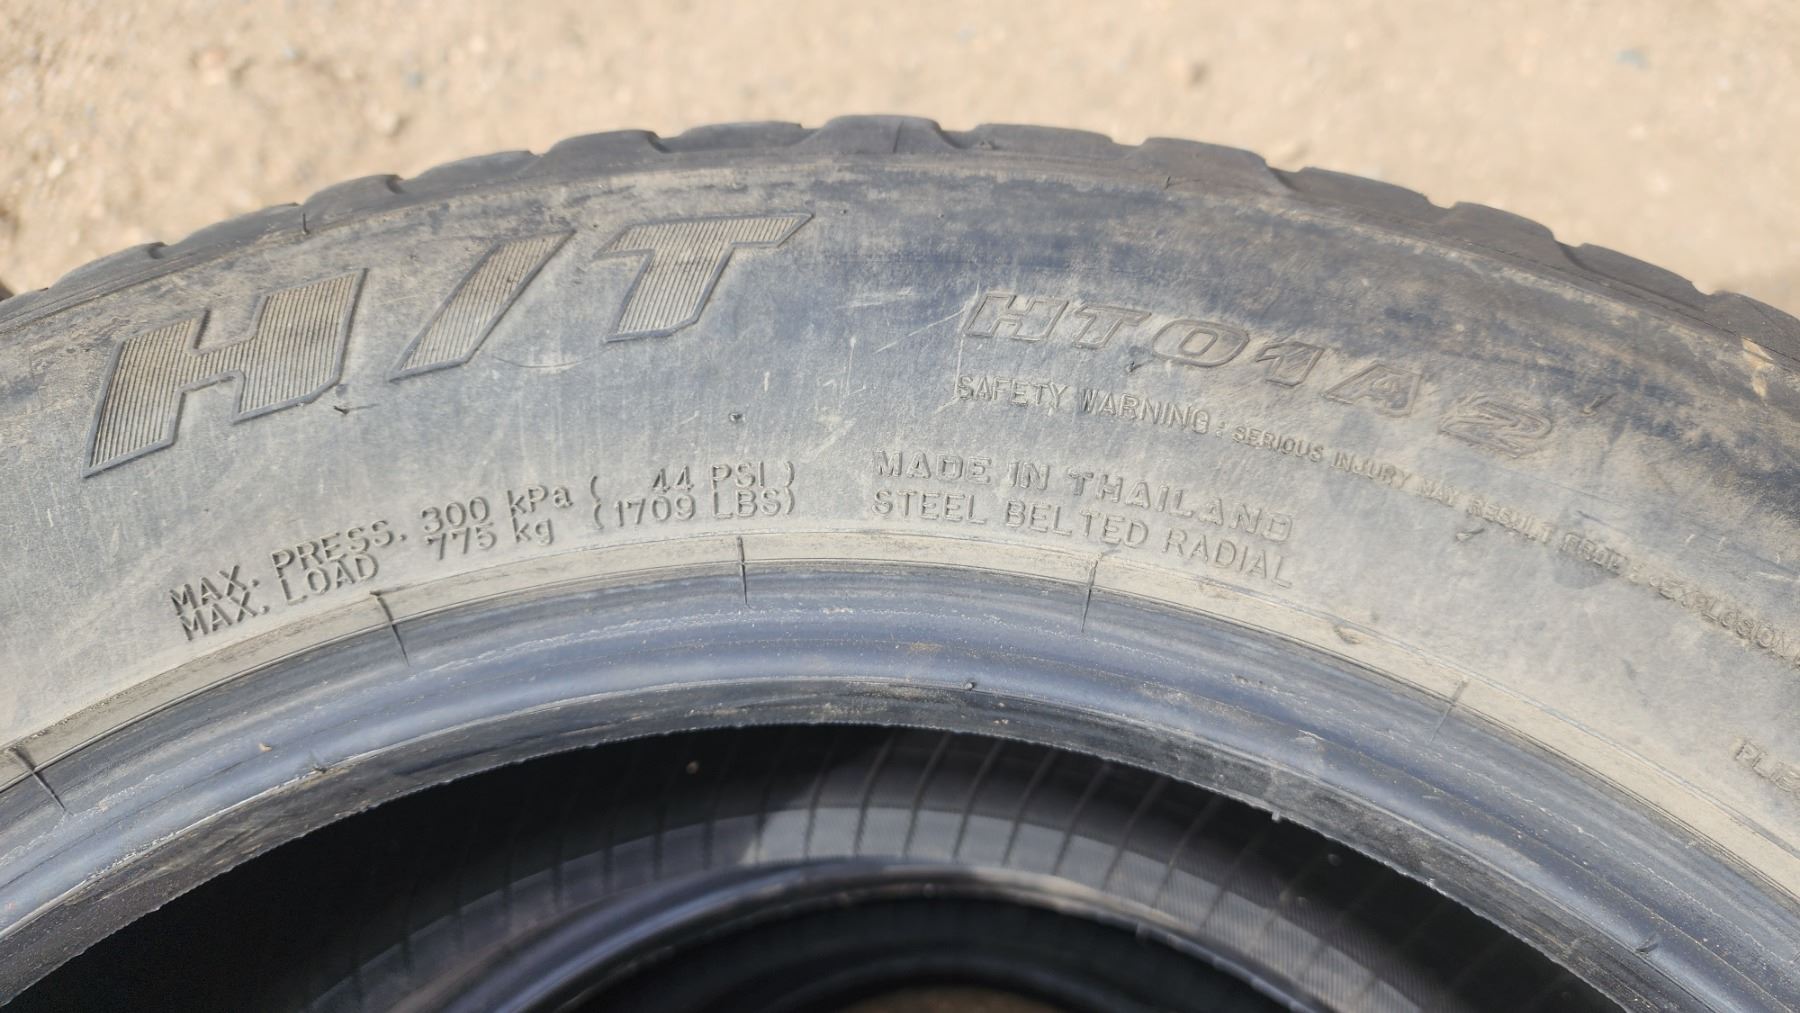 H/T
HT01A2
SAFETY WARNING : SERIOUS INJURY MAY RESULT FROM : EXPLOSION
MAX. PRESS. 300 kPa ( 44 PSI )
MAX. LOAD 775 kg (1709 LBS)
MADE IN THAILAND
STEEL BELTED RADIAL